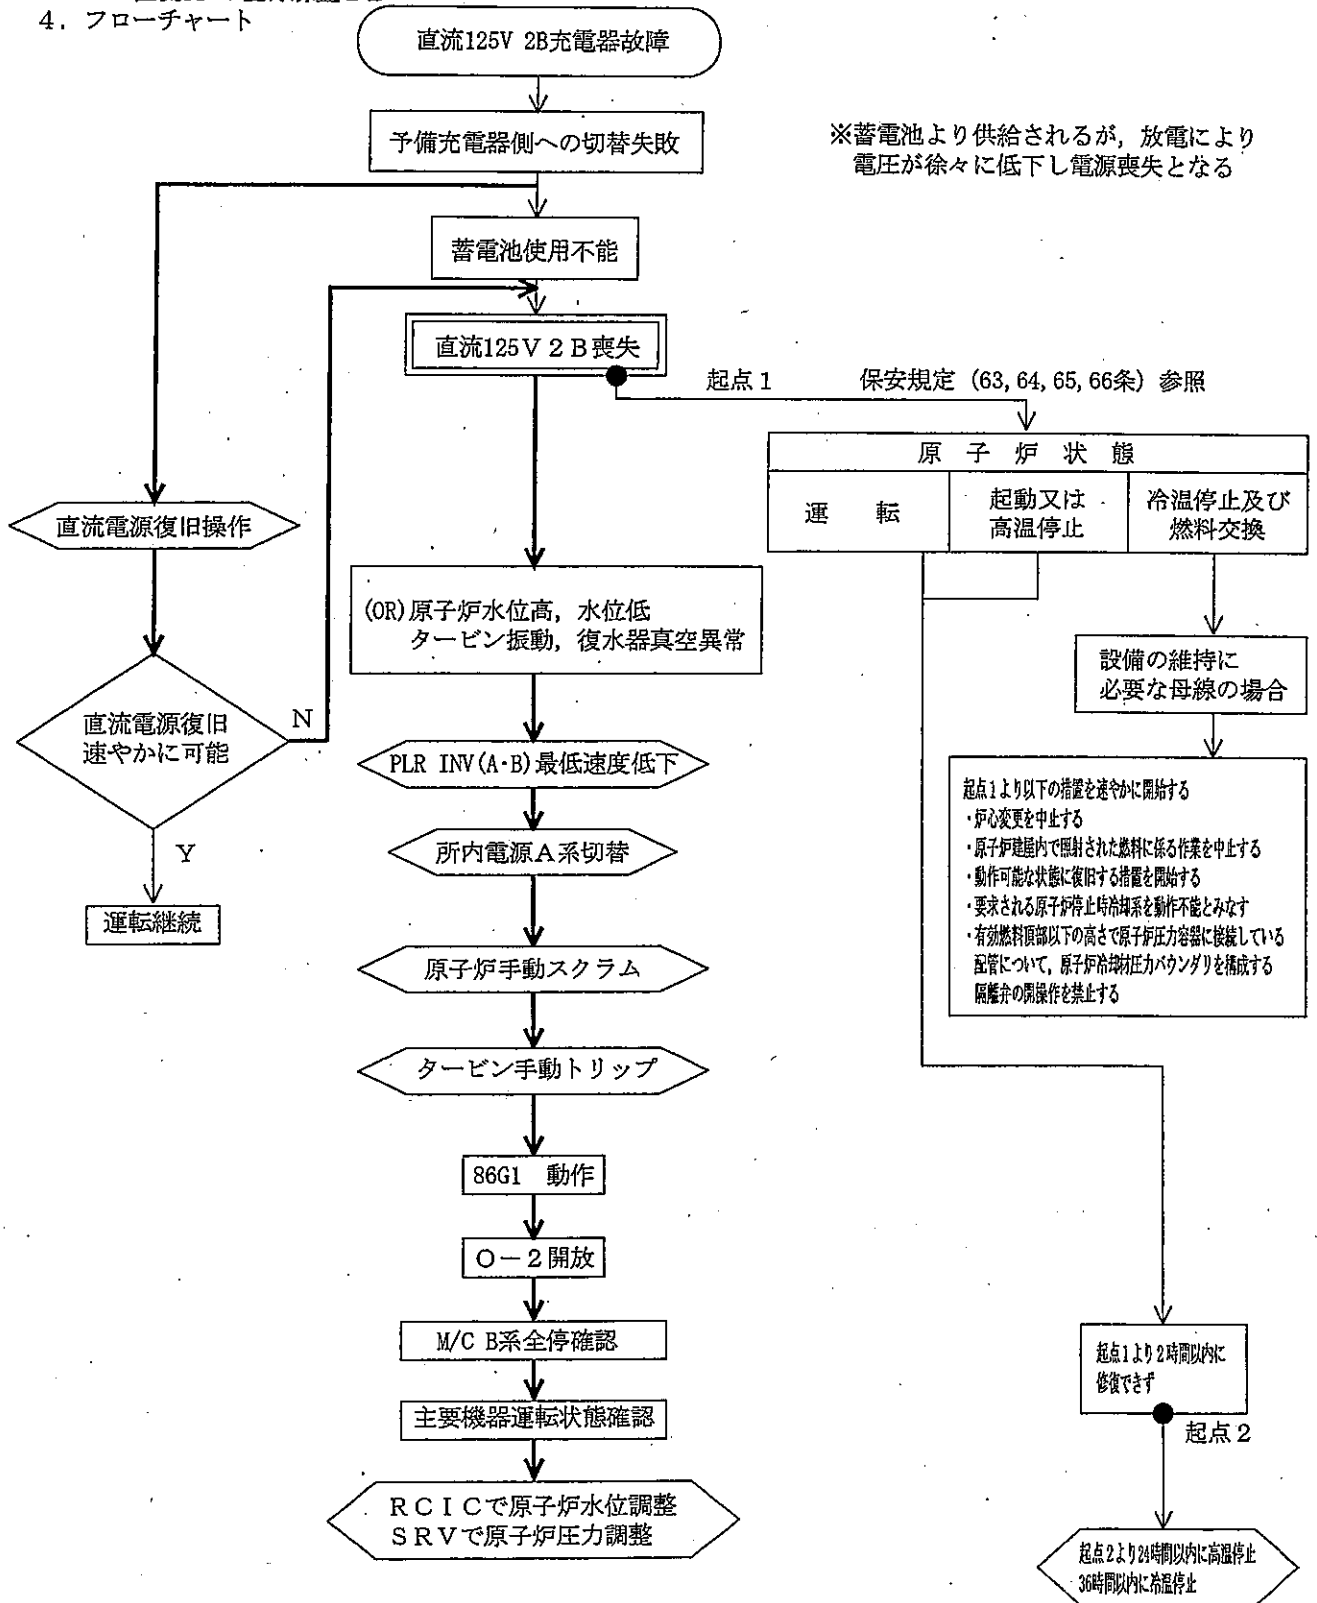 4．フローチャート
直流125V 2B充電器故障
予備充電器側への切替失敗
※蓄電池より供給されるが，放電により
電圧が徐々に低下し電源喪失となる
蓄電池使用不能
直流125V２B喪失
起点１
保安規定（63, 64, 65, 66条）参照
原子炉状態
運転
起動又は
高温停止
冷温停止及び
燃料交換
直流電源復旧操作
(OR)原子炉水位高，水位低
タービン振動，復水器真空異常
設備の維持に
必要な母線の場合
直流電源復旧
速やかに可能
N
Y
運転継続
PLR INV(A・B)最低速度低下
起点1より以下の措置を速やかに開始する
・炉心変更を中止する
・原子炉建屋内で照射された燃料に係る作業を中止する
・動作可能な状態に復旧する措置を開始する
・要求される原子炉停止時冷却系を動作不能とみなす
・有効燃料頂部以下の高さで原子炉圧力容器に接続している
配管について，原子炉冷却材圧力バウンダリを構成する
隔離弁の開操作を禁止する
所内電源A系切替
原子炉手動スクラム
タービン手動トリップ
86G1　動作
O－２開放
M/C B系全停確認
主要機器運転状態確認
RCICで原子炉水位調整
SRVで原子炉圧力調整
起点1より2時間以内に
修復できず
起点２
起点2より24時間以内に高温停止
36時間以内に冷温停止